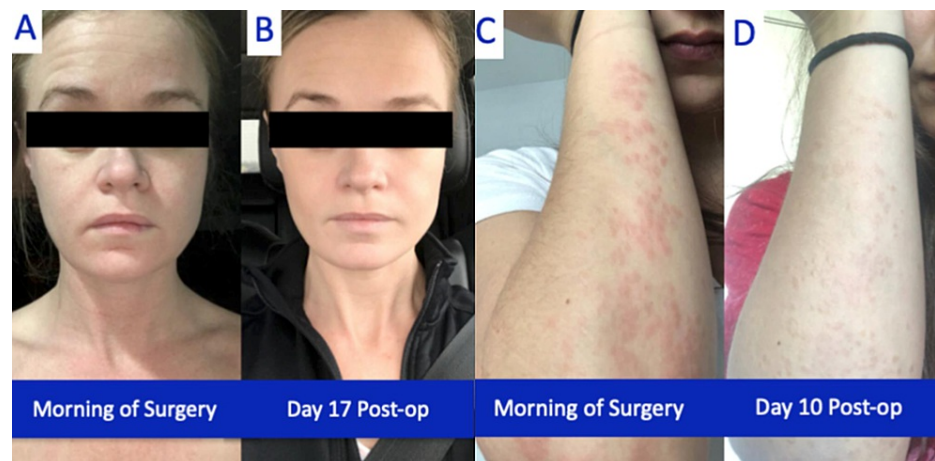 A
B
C
D
Morning of Surgery
Day 17 Post-op
Morning of Surgery
Day 10 Post-op